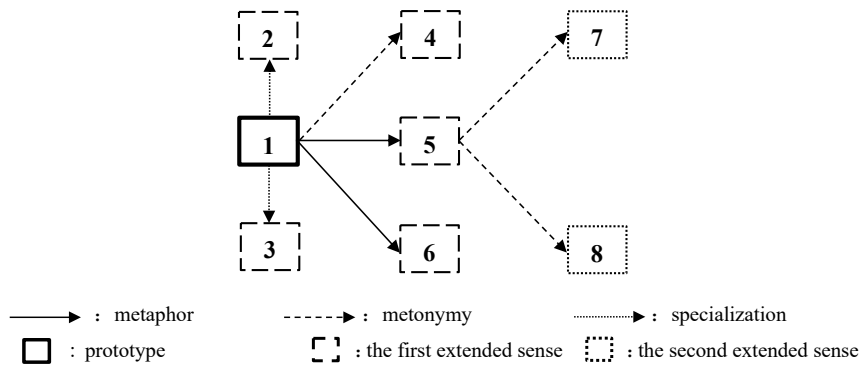 2 4 7
1 5
3 6 8
: metaphor : metonymy : specialization
: prototype : the first extended sense : the second extended sense